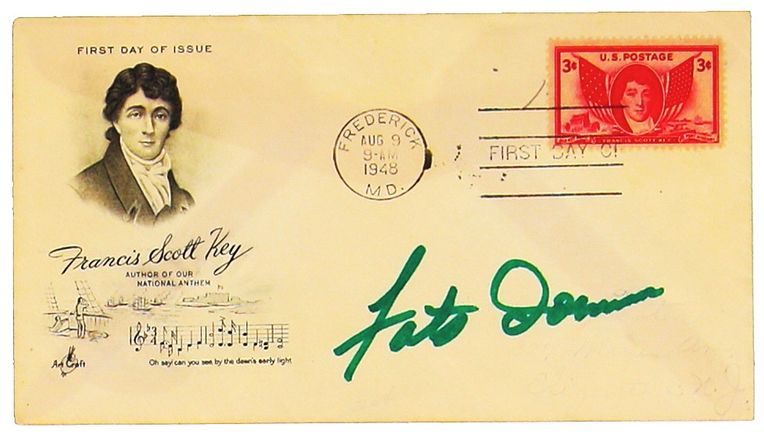 FIRST DAY OF ISSUE
U.S. POSTAGE
3¢ 3¢
FRANCIS SCOTT KEY
FREDERICK
AUG 9
9-AM
1948
M.D.
FIRST DAY OF
Francis Scott Key
AUTHOR OF OUR
NATIONAL ANTHEM
Fats Domino
Oh say can you see, by the dawn's early light
Art Craft